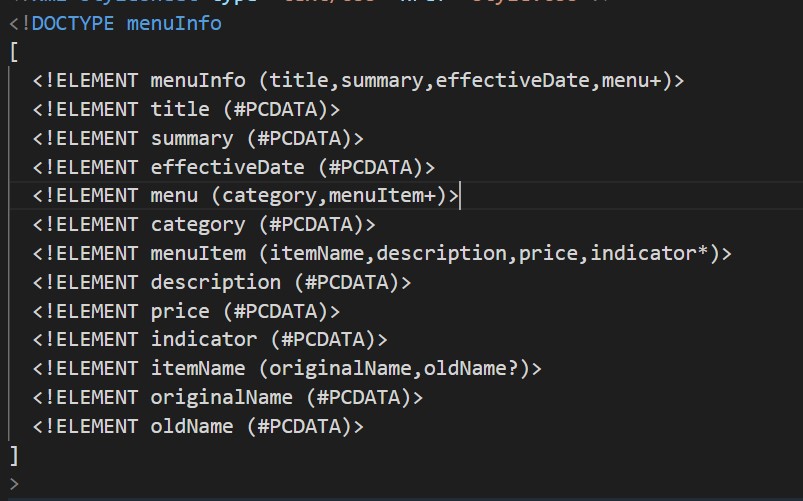 <!DOCTYPE menuInfo
[
<!ELEMENT menuInfo (title,summary,effectiveDate,menu+)>
<!ELEMENT title (#PCDATA)>
<!ELEMENT summary (#PCDATA)>
<!ELEMENT effectiveDate (#PCDATA)>
<!ELEMENT menu (category,menuItem+)>
<!ELEMENT category (#PCDATA)>
<!ELEMENT menuItem (itemName,description,price,indicator*)>
<!ELEMENT description (#PCDATA)>
<!ELEMENT price (#PCDATA)>
<!ELEMENT indicator (#PCDATA)>
<!ELEMENT itemName (originalName,oldName?)>
<!ELEMENT originalName (#PCDATA)>
<!ELEMENT oldName (#PCDATA)>
]
>